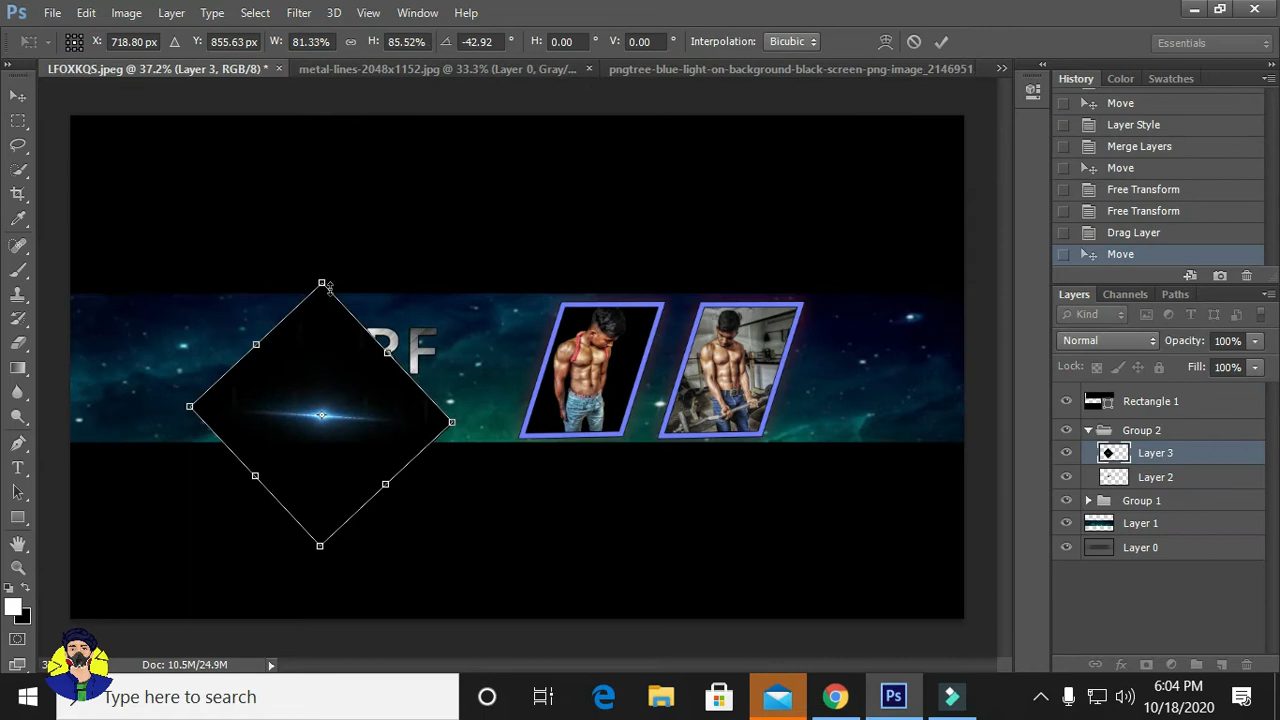 Ps File Edit Image Layer Type Select Filter 3D View Window Help
X: 718.80 px Y: 855.63 px W: 81.33% H: 85.52% -42.92 ° H: 0.00 ° V: 0.00 ° Interpolation: Bicubic Essentials
LFOXKQS.jpeg @ 37.2% (Layer 3, RGB/8) * × metal-lines-2048x1152.jpg @ 33.3% (Layer 0, Gray/... × pngtree-blue-light-on-background-black-screen-png-image_2146951
History Color Swatches
Move
Layer Style
Merge Layers
Move
Free Transform
Free Transform
Drag Layer
Move
Layers Channels Paths
Kind
Normal Opacity: 100%
Lock: Fill: 100%
Rectangle 1
Group 2
Layer 3
Layer 2
Group 1
Layer 1
Layer 0
RF
Doc: 10.5M/24.9M
Type here to search
Ps
6:04 PM
10/18/2020